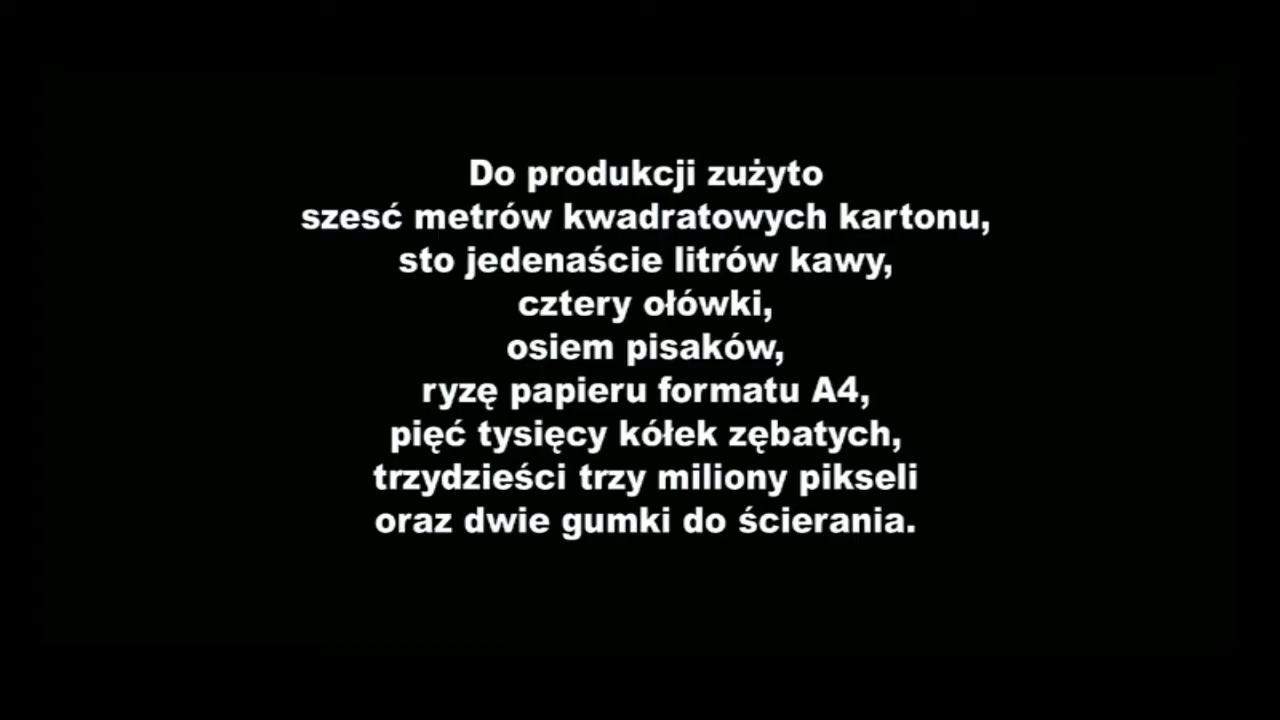 Do produkcji zużyto
szesć metrów kwadratowych kartonu,
sto jedenaście litrów kawy,
cztery ołówki,
osiem pisaków,
ryzę papieru formatu A4,
pięć tysięcy kółek zębatych,
trzydzieści trzy miliony pikseli
oraz dwie gumki do ścierania.